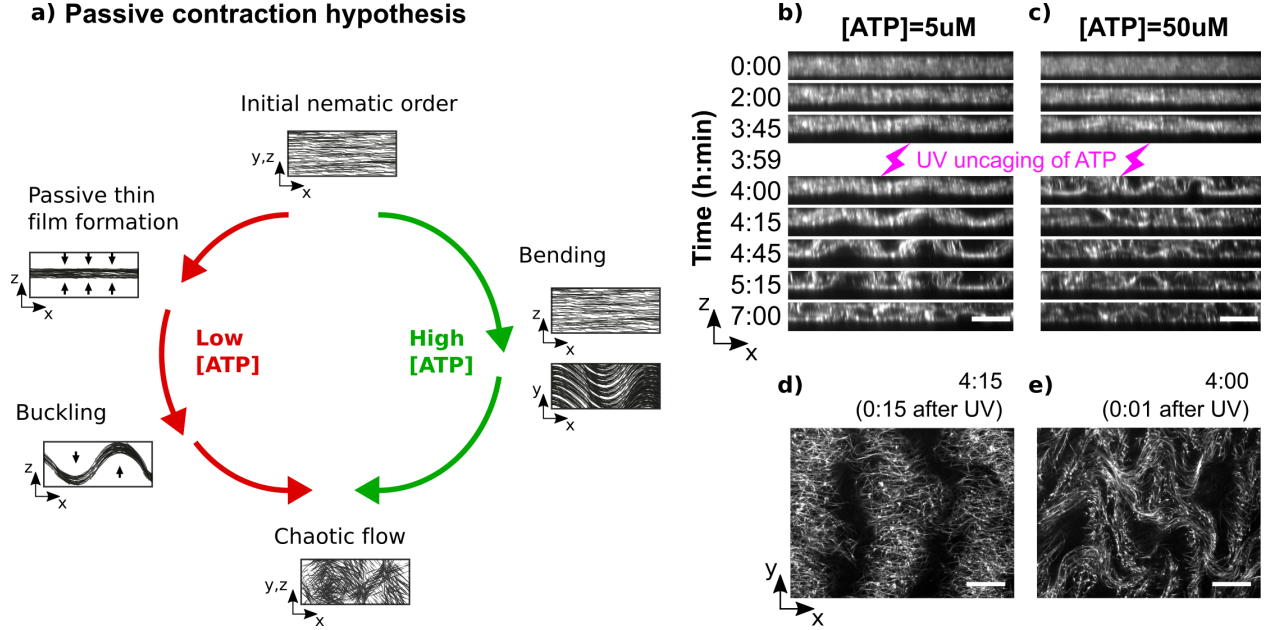 a) Passive contraction hypothesis
Initial nematic order
y,z
x
Passive thin
film formation
z
x
Low
[ATP]
High
[ATP]
Bending
z
x
y
x
Buckling
z
x
Chaotic flow
y,z
x
b)
[ATP]=5uM
c)
[ATP]=50uM
Time (h:min)
0:00
2:00
3:45
3:59
UV uncaging of ATP
4:00
4:15
4:45
5:15
7:00
z
x
d)
4:15
(0:15 after UV)
e)
4:00
(0:01 after UV)
y
x